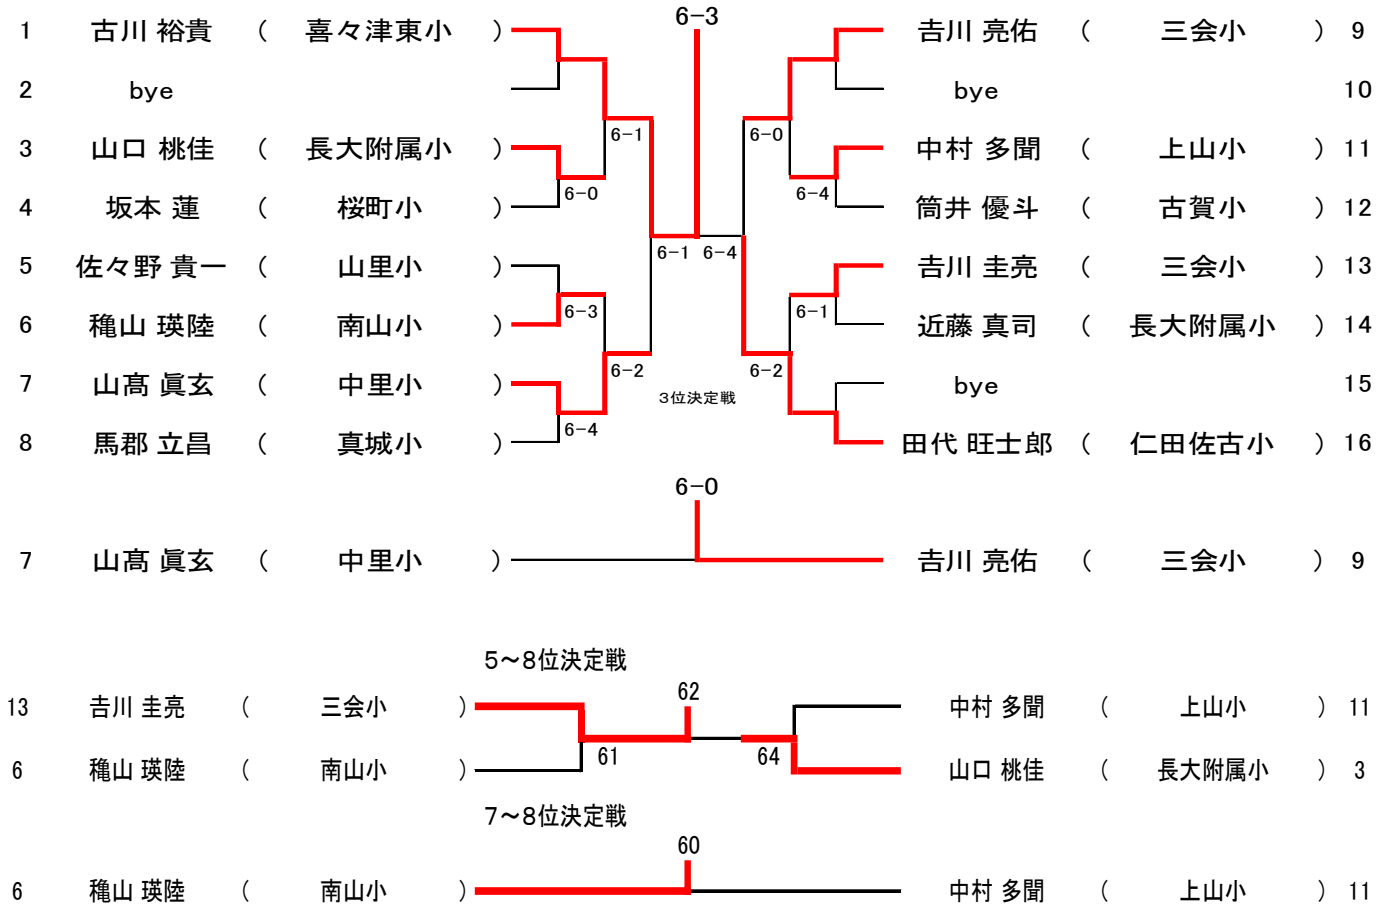 6-3
1 古川 裕貴 ( 喜々津東小 ) 吉川 亮佑 ( 三会小 ) 9
2 bye bye 10
6-1 6-0
3 山口 桃佳 ( 長大附属小 ) 中村 多聞 ( 上山小 ) 11
6-0 6-4
4 坂本 蓮 ( 桜町小 ) 筒井 優斗 ( 古賀小 ) 12
6-1 6-4
5 佐々野 貴一 ( 山里小 ) 吉川 圭亮 ( 三会小 ) 13
6-3 6-1
6 穐山 瑛陸 ( 南山小 ) 近藤 真司 ( 長大附属小 ) 14
6-2 6-2
7 山髙 眞玄 ( 中里小 ) bye 15
3位決定戦
6-4
8 馬郡 立昌 ( 真城小 ) 田代 旺士郎 ( 仁田佐古小 ) 16
6-0
7 山髙 眞玄 ( 中里小 ) 吉川 亮佑 ( 三会小 ) 9
5～8位決定戦
62
13 吉川 圭亮 ( 三会小 ) 中村 多聞 ( 上山小 ) 11
61 64
6 穐山 瑛陸 ( 南山小 ) 山口 桃佳 ( 長大附属小 ) 3
7～8位決定戦
60
6 穐山 瑛陸 ( 南山小 ) 中村 多聞 ( 上山小 ) 11